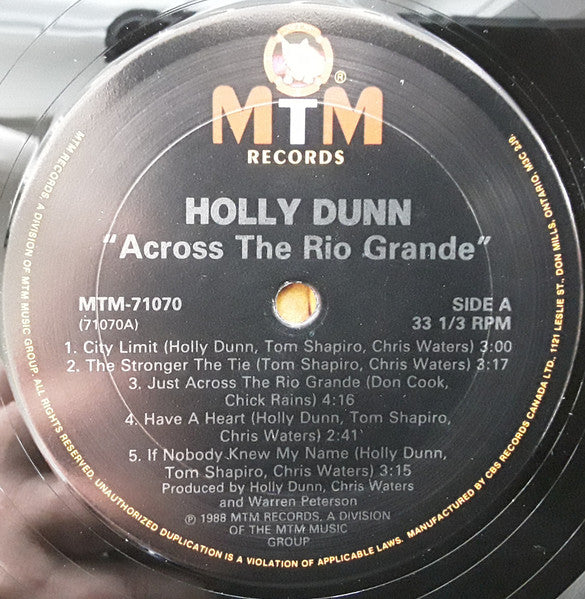 MTM
®
RECORDS
HOLLY DUNN
"Across The Rio Grande"
MTM-71070
SIDE A
(71070A)
33 1/3 RPM
1. City Limit (Holly Dunn, Tom Shapiro, Chris Waters) 3:00
2. The Stronger The Tie (Tom Shapiro, Chris Waters) 3:17
3. Just Across The Rio Grande (Don Cook,
Chick Rains) 4:16
4. Have A Heart (Holly Dunn, Tom Shapiro,
Chris Waters) 2:41
5. If Nobody Knew My Name (Holly Dunn,
Tom Shapiro, Chris Waters) 3:15
Produced by Holly Dunn, Chris Waters
and Warren Peterson
℗ 1988 MTM RECORDS, A DIVISION
OF THE MTM MUSIC
GROUP
MTM RECORDS, A DIVISION OF MTM MUSIC GROUP. ALL RIGHTS RESERVED. UNAUTHORIZED DUPLICATION IS A VIOLATION OF APPLICABLE LAWS. MANUFACTURED BY CBS RECORDS CANADA LTD., 1121 LESLIE ST., DON MILLS, ONTARIO, M3C 2J9.